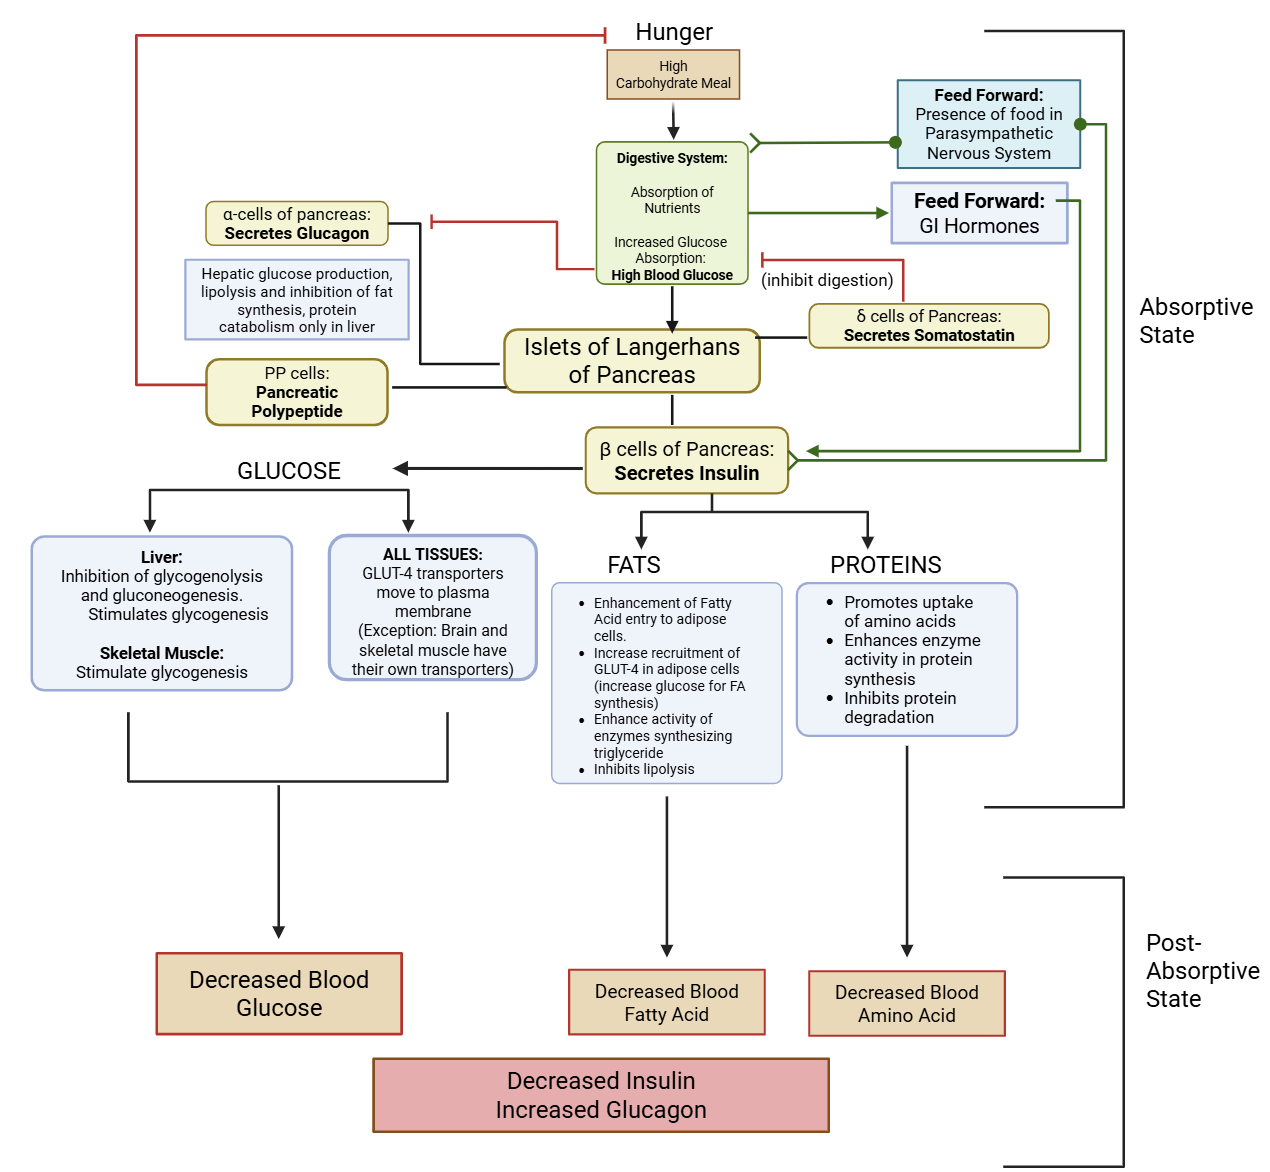 Hunger
High
Carbohydrate Meal
Feed Forward:
Presence of food in
Parasympathetic
Nervous System
Digestive System:
Absorption of
Nutrients
Increased Glucose
Absorption:
High Blood Glucose
Feed Forward:
GI Hormones
α-cells of pancreas:
Secretes Glucagon
Hepatic glucose production,
lipolysis and inhibition of fat
synthesis, protein
catabolism only in liver
(inhibit digestion)
δ cells of Pancreas:
Secretes Somatostatin
Absorptive
State
Islets of Langerhans
of Pancreas
PP cells:
Pancreatic
Polypeptide
β cells of Pancreas:
Secretes Insulin
GLUCOSE
Liver:
Inhibition of glycogenolysis
and gluconeogenesis.
Stimulates glycogenesis
Skeletal Muscle:
Stimulate glycogenesis
ALL TISSUES:
GLUT-4 transporters
move to plasma
membrane
(Exception: Brain and
skeletal muscle have
their own transporters)
FATS
• Enhancement of Fatty
Acid entry to adipose
cells.
• Increase recruitment of
GLUT-4 in adipose cells
(increase glucose for FA
synthesis)
• Enhance activity of
enzymes synthesizing
triglyceride
• Inhibits lipolysis
PROTEINS
• Promotes uptake
of amino acids
• Enhances enzyme
activity in protein
synthesis
• Inhibits protein
degradation
Post-
Absorptive
State
Decreased Blood
Glucose
Decreased Blood
Fatty Acid
Decreased Blood
Amino Acid
Decreased Insulin
Increased Glucagon